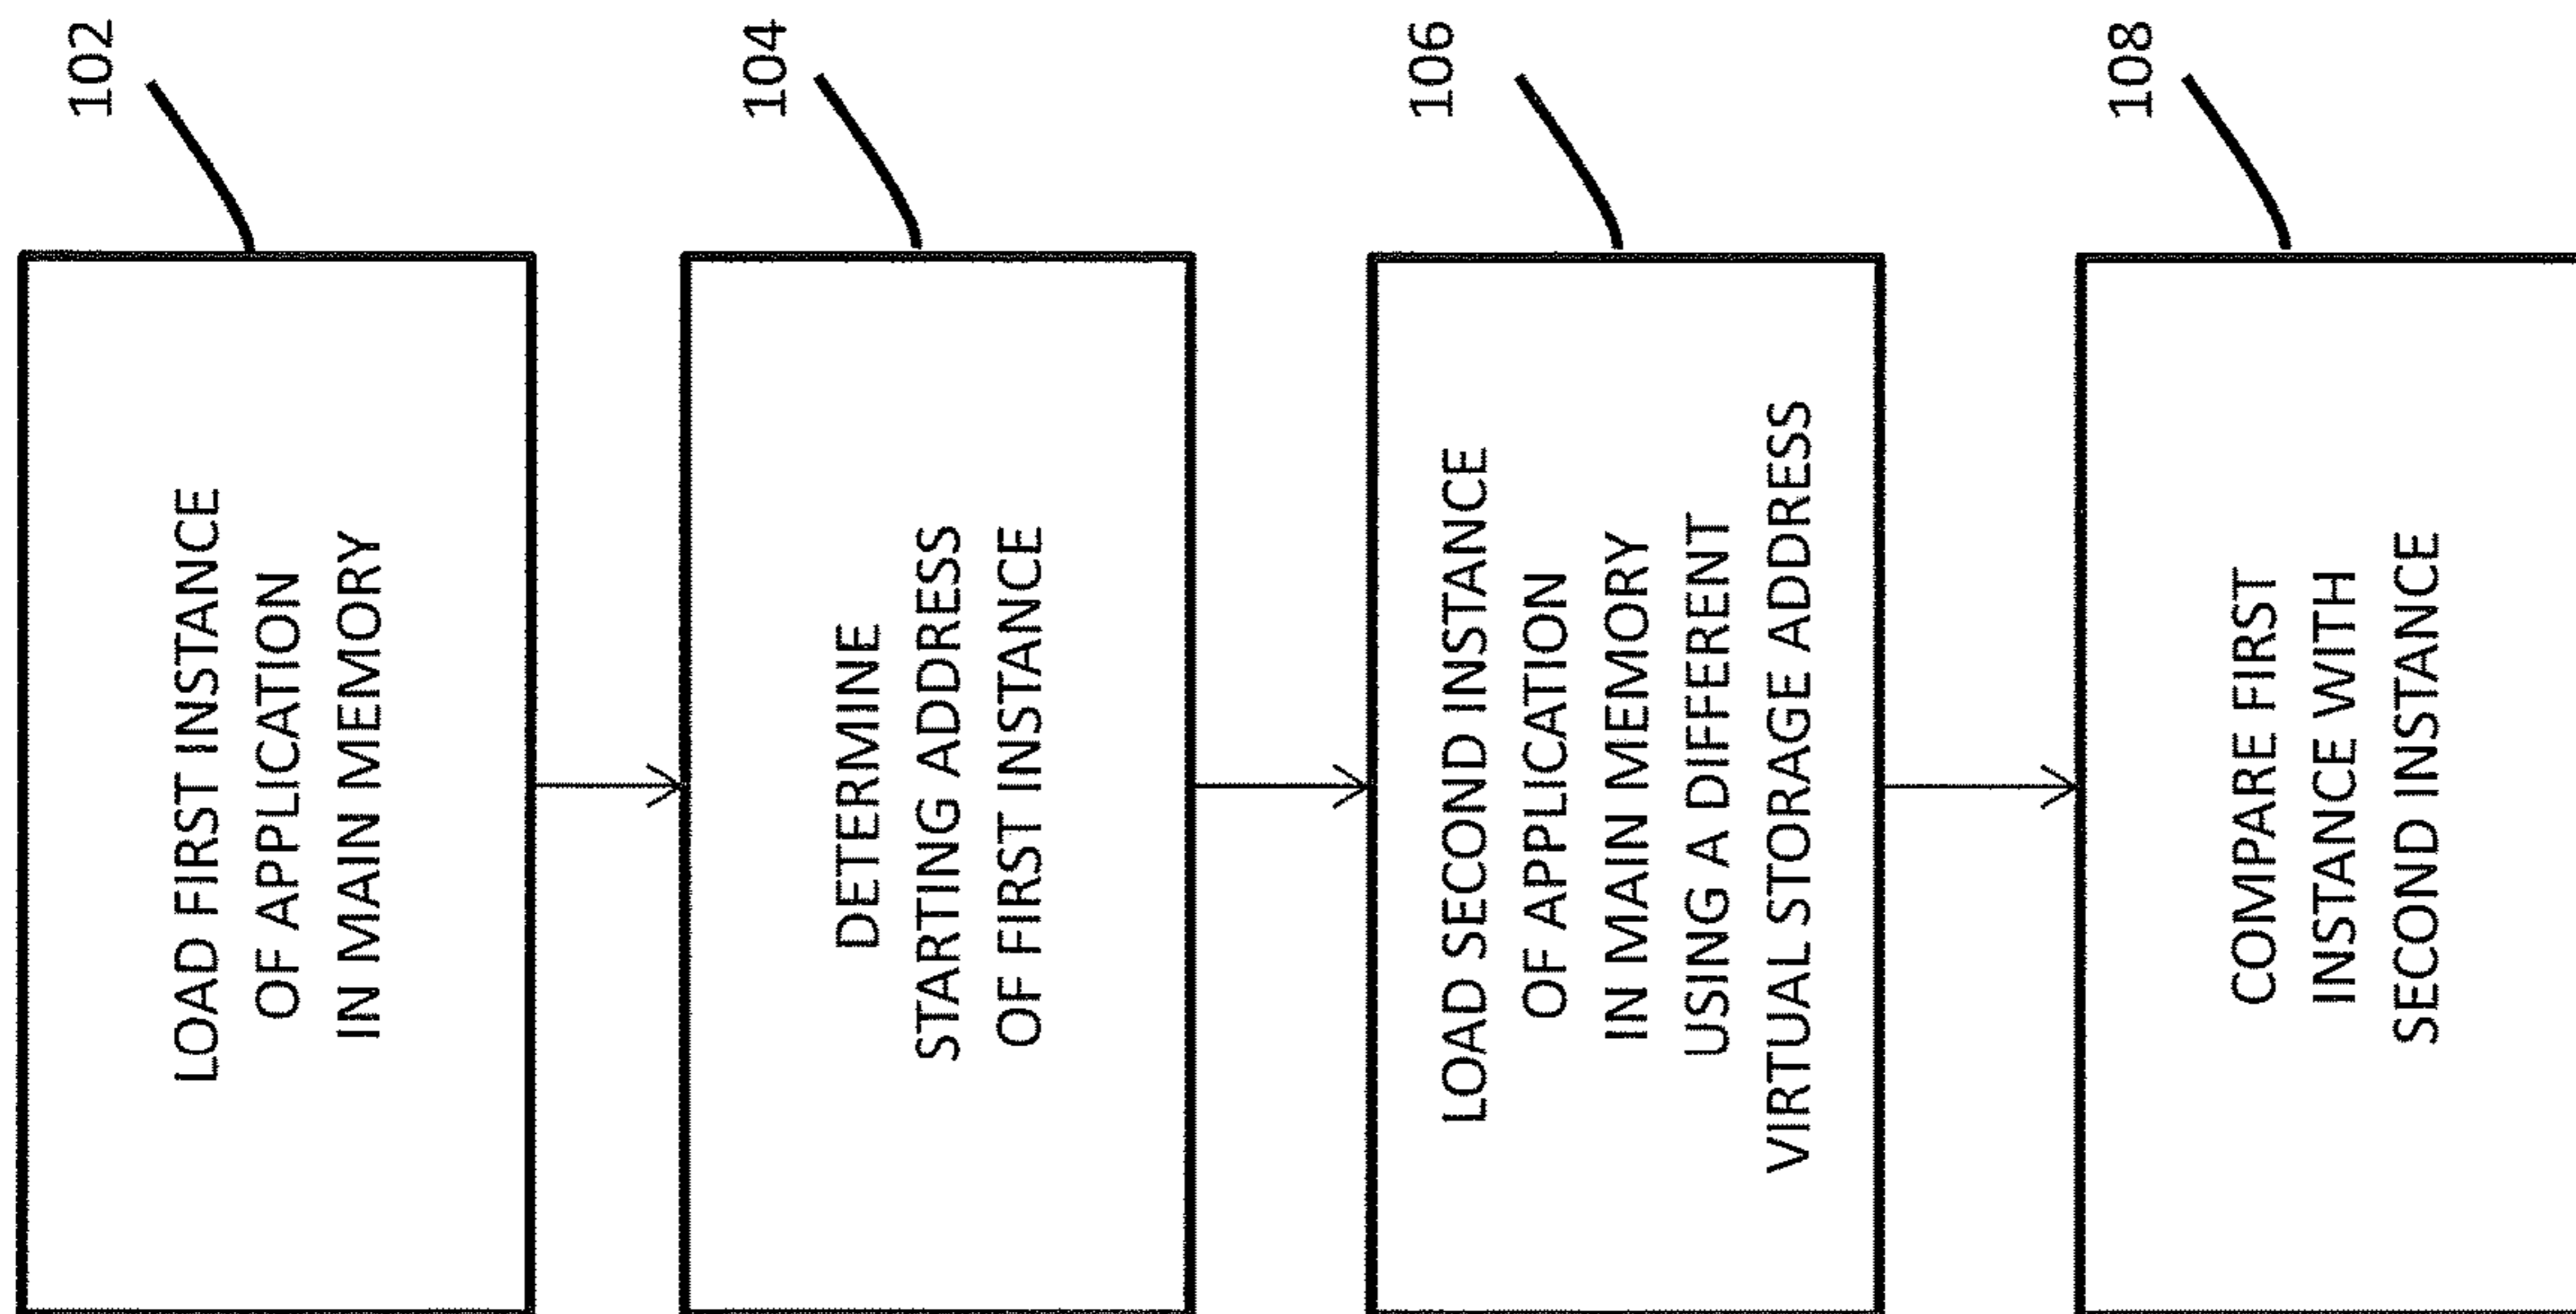 102
LOAD FIRST INSTANCE
OF APPLICATION
IN MAIN MEMORY
104
DETERMINE
STARTING ADDRESS
OF FIRST INSTANCE
106
LOAD SECOND INSTANCE
OF APPLICATION
IN MAIN MEMORY
USING A DIFFERENT
VIRTUAL STORAGE ADDRESS
108
COMPARE FIRST
INSTANCE WITH
SECOND INSTANCE